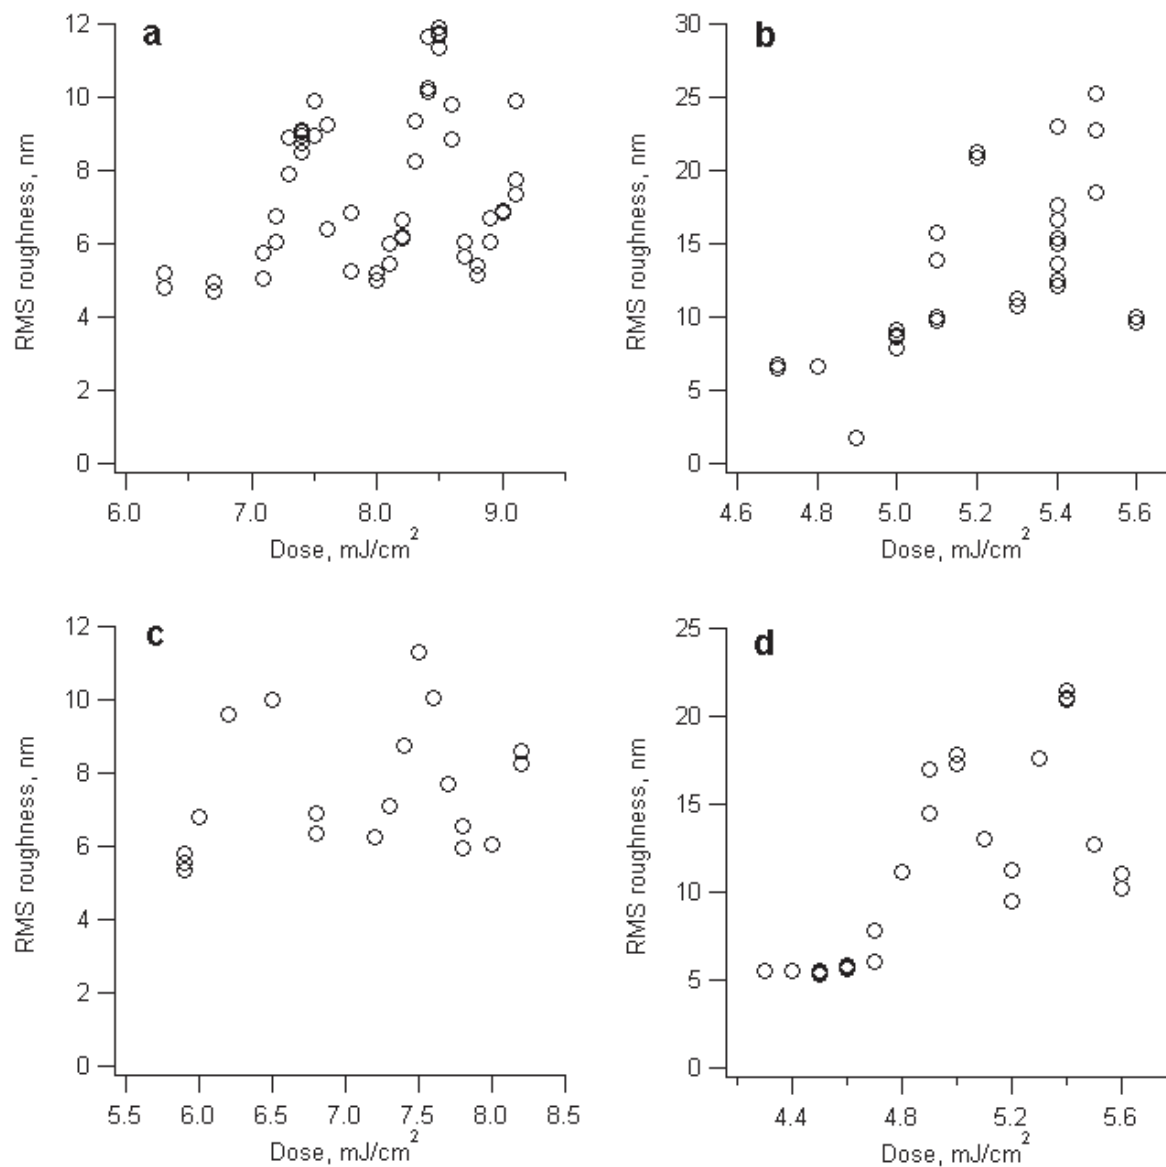 a
12
10
8
6
4
2
0
RMS roughness, nm
6.0 7.0 8.0 9.0
Dose, mJ/cm²
b
30
25
20
15
10
5
0
RMS roughness, nm
4.6 4.8 5.0 5.2 5.4 5.6
Dose, mJ/cm²
c
12
10
8
6
4
2
0
RMS roughness, nm
5.5 6.0 6.5 7.0 7.5 8.0 8.5
Dose, mJ/cm²
d
25
20
15
10
5
0
RMS roughness, nm
4.4 4.8 5.2 5.6
Dose, mJ/cm²